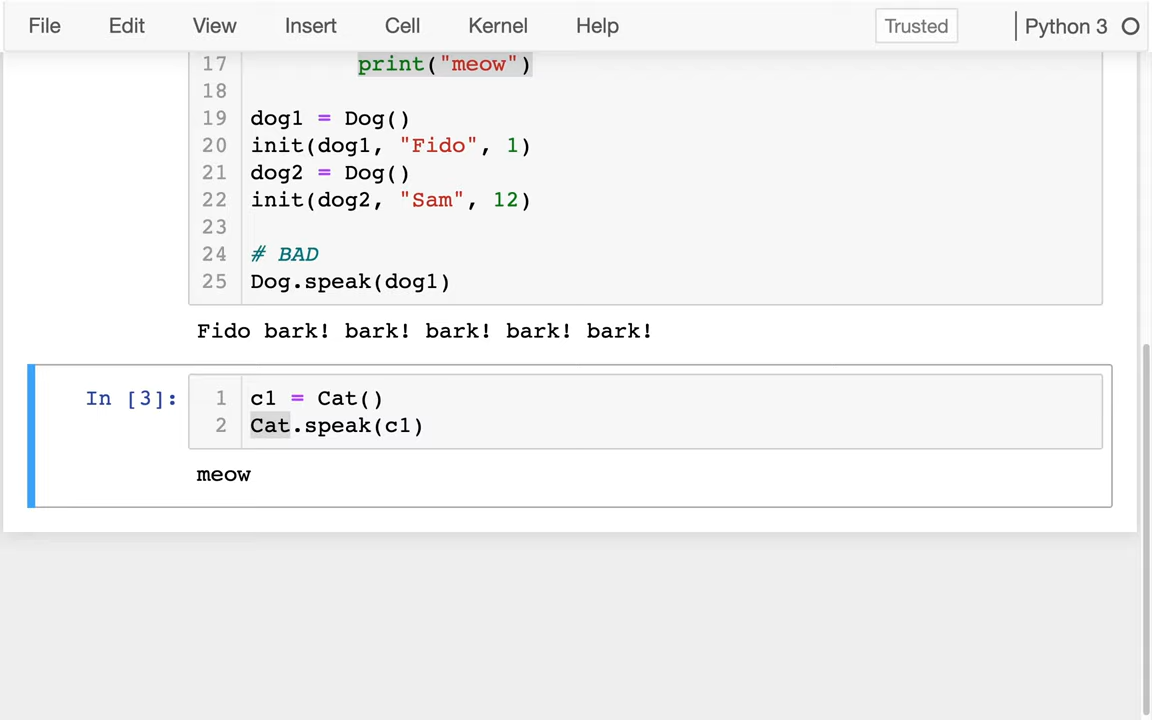 File Edit View Insert Cell Kernel Help Trusted Python 3
17 print("meow")
18
19 dog1 = Dog()
20 init(dog1, "Fido", 1)
21 dog2 = Dog()
22 init(dog2, "Sam", 12)
23
24 # BAD
25 Dog.speak(dog1)
Fido bark! bark! bark! bark! bark!
In [3]: 1 c1 = Cat()
2 Cat.speak(c1)
meow